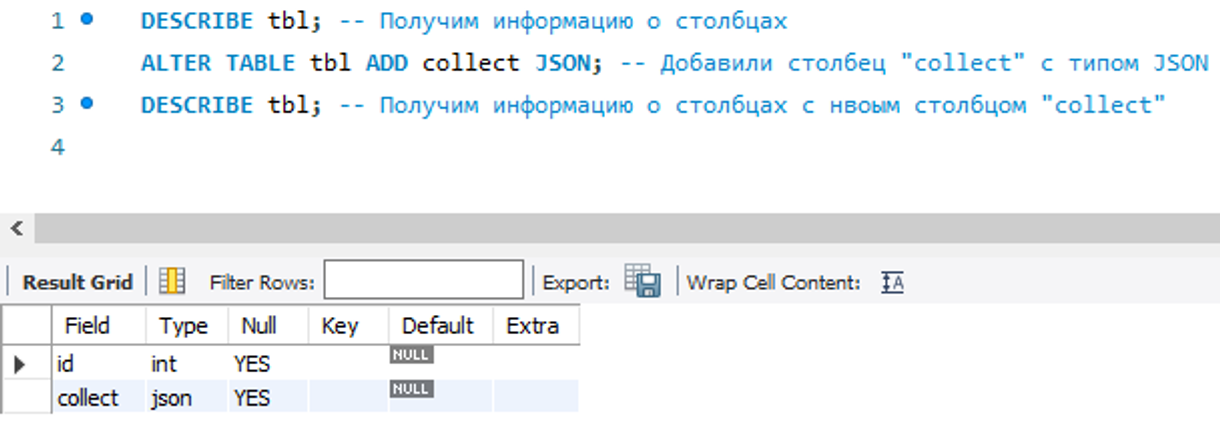 1 DESCRIBE tbl; -- Получим информацию о столбцах
2 ALTER TABLE tbl ADD collect JSON; -- Добавили столбец "collect" с типом JSON
3 DESCRIBE tbl; -- Получим информацию о столбцах с нвоым столбцом "collect"
4
Result Grid Filter Rows: Export: Wrap Cell Content:
Field Type Null Key Default Extra
id int YES NULL
collect json YES NULL